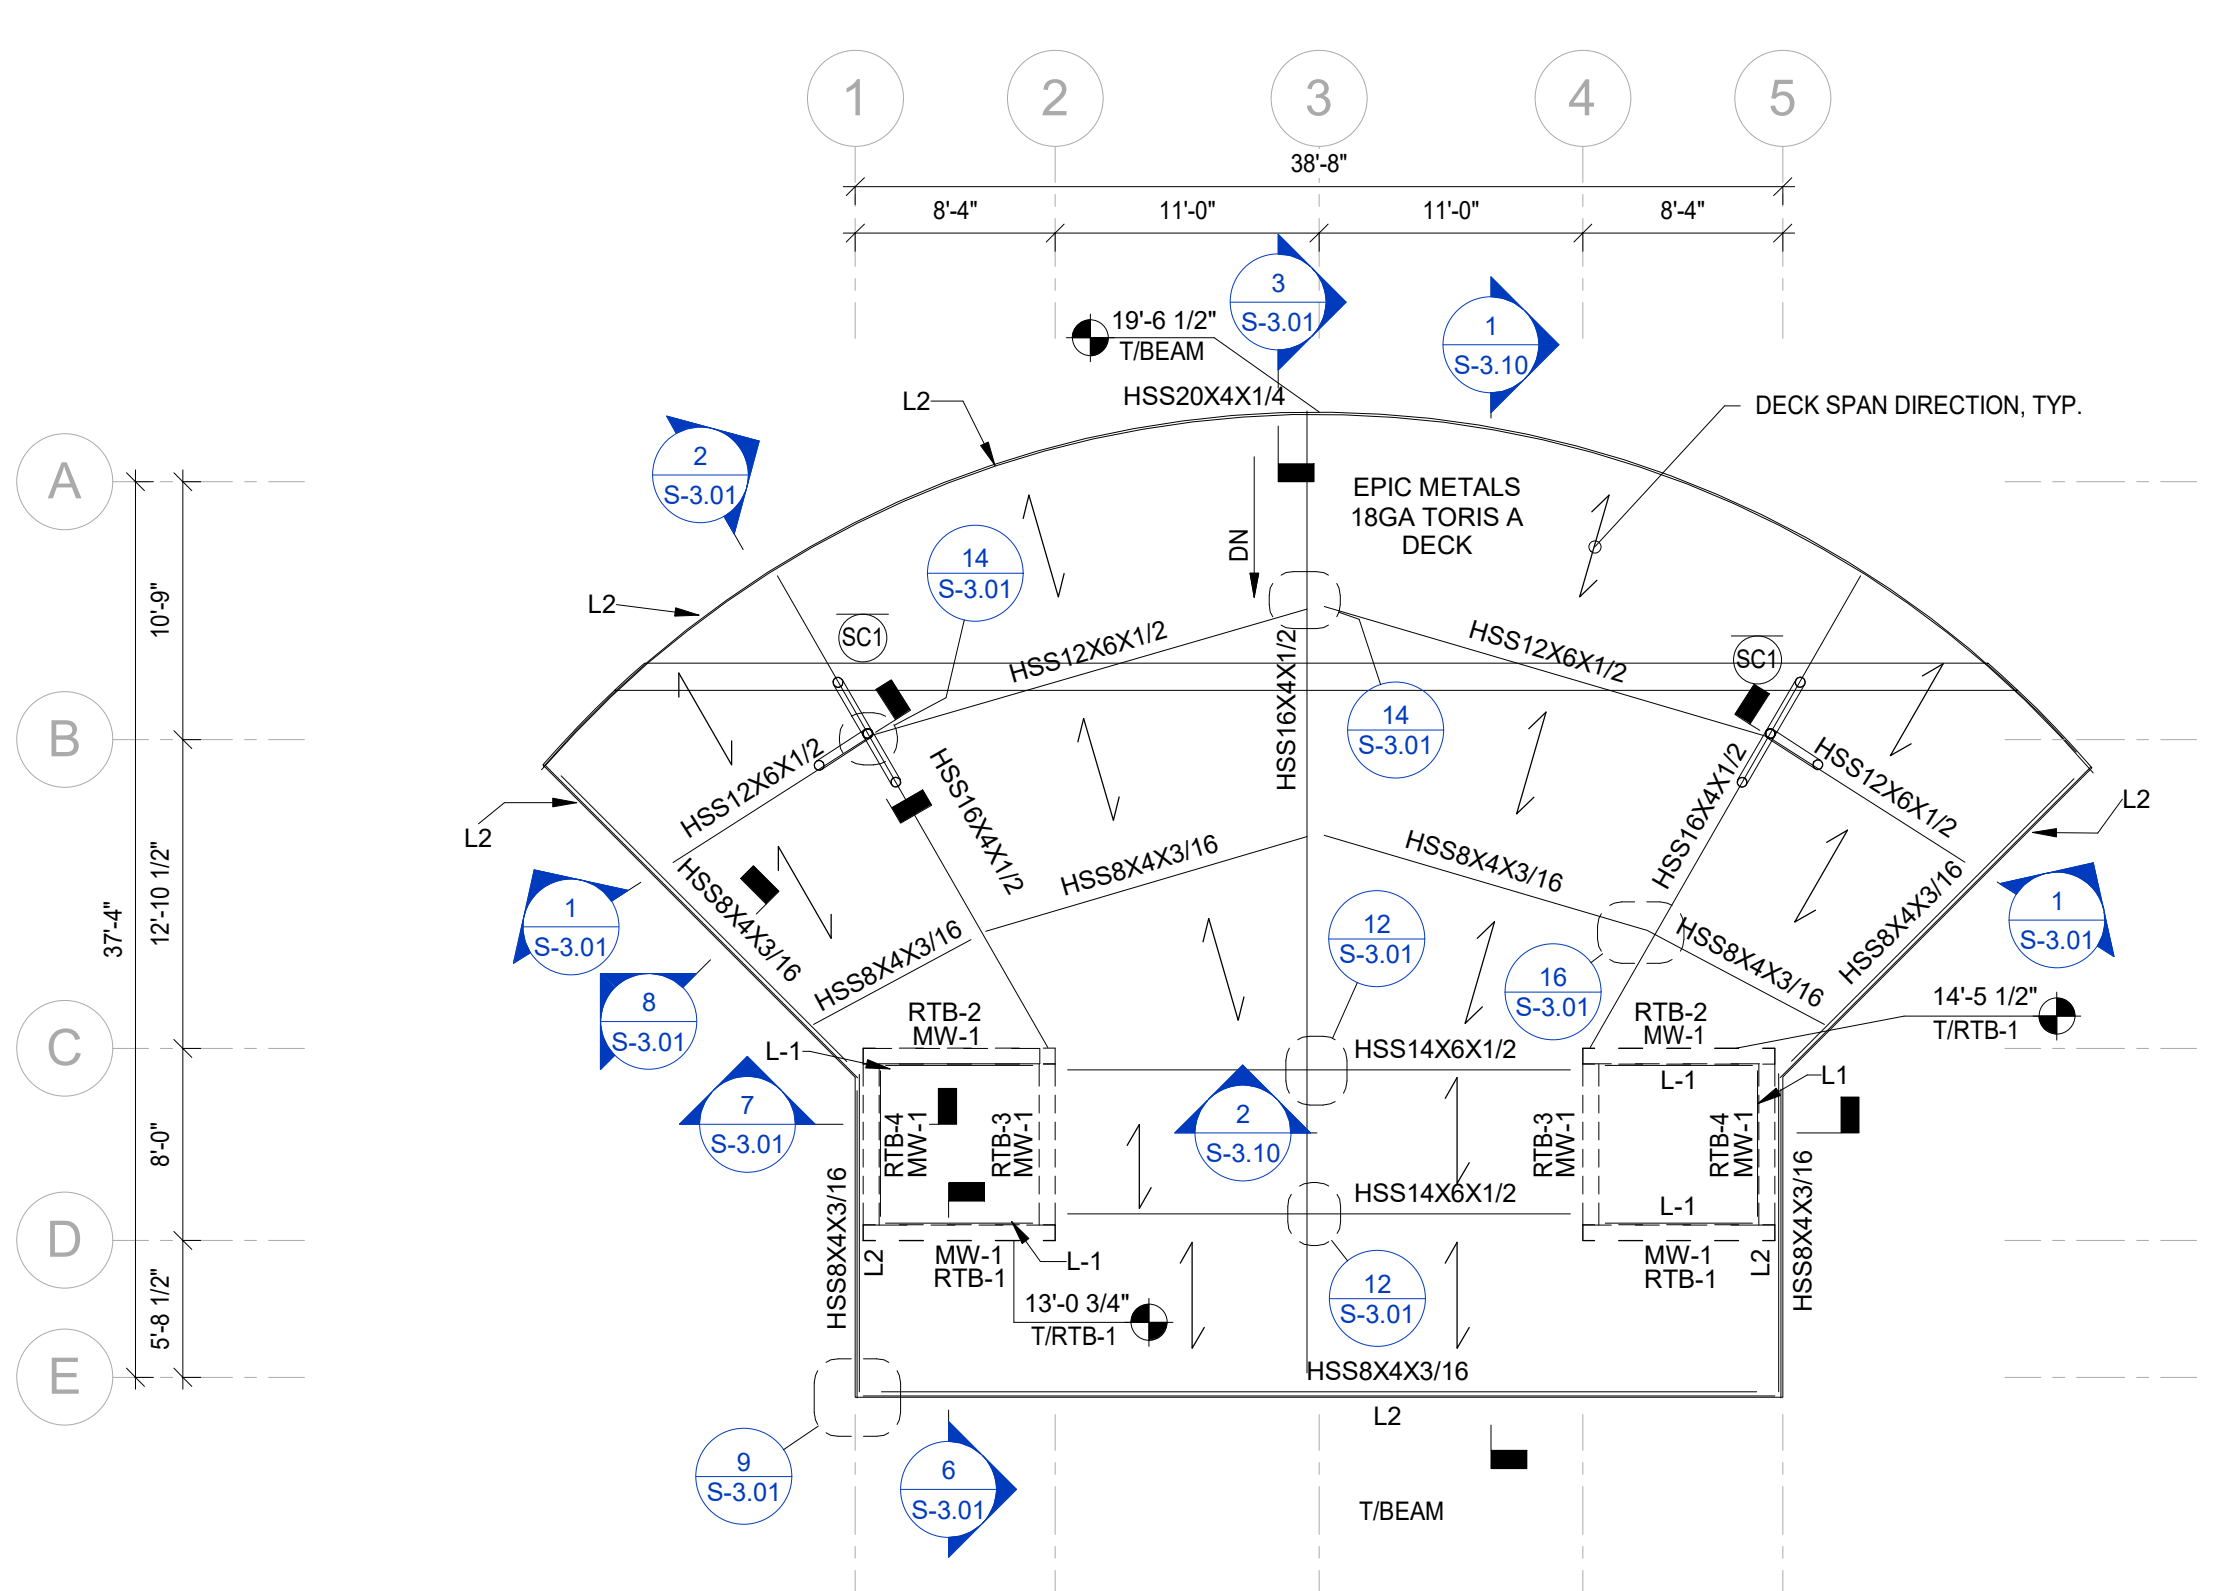 1
2
3
4
5
38'-8"
8'-4"
11'-0"
11'-0"
8'-4"
3
S-3.01
1
S-3.10
19'-6 1/2"
T/BEAM
HSS20X4X1/4
L2
DECK SPAN DIRECTION, TYP.
2
S-3.01
A
EPIC METALS
18GA TORIS A
DECK
DN
14
S-3.01
L2
10'-9"
SC1
SC1
HSS12X6X1/2
HSS12X6X1/2
HSS16X4X1/2
14
S-3.01
B
HSS12X6X1/2
HSS16X4X1/2
HSS16X4X1/2
HSS12X6X1/2
L2
L2
37'-4"
12'-10 1/2"
HSS8X4X3/16
HSS8X4X3/16
HSS8X4X3/16
HSS8X4X3/16
1
S-3.01
12
S-3.01
1
S-3.01
HSS8X4X3/16
HSS8X4X3/16
8
S-3.01
16
S-3.01
14'-5 1/2"
T/RTB-1
C
RTB-2
MW-1
RTB-2
MW-1
L-1
HSS14X6X1/2
L-1
L1
7
S-3.01
RTB-4
MW-1
RTB-3
MW-1
2
S-3.10
RTB-3
MW-1
RTB-4
MW-1
8'-0"
HSS8X4X3/16
HSS14X6X1/2
L-1
HSS8X4X3/16
D
L2
MW-1
RTB-1
L-1
MW-1
RTB-1
L2
5'-8 1/2"
13'-0 3/4"
T/RTB-1
12
S-3.01
E
HSS8X4X3/16
L2
9
S-3.01
6
S-3.01
T/BEAM